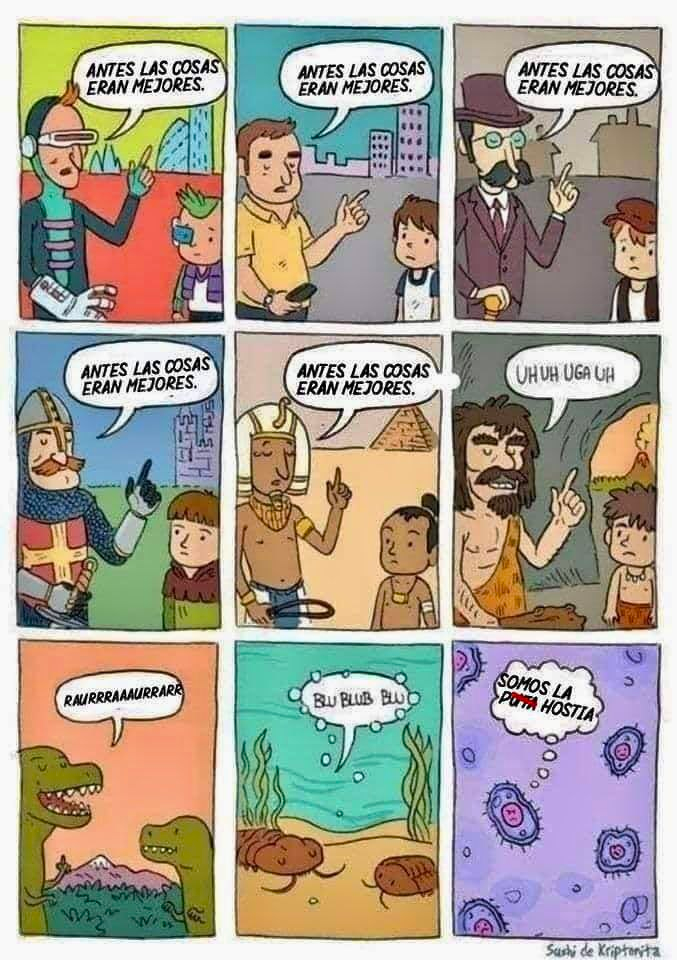 ANTES LAS COSAS
ERAN MEJORES.
ANTES LAS COSAS
ERAN MEJORES.
ANTES LAS COSAS
ERAN MEJORES.
ANTES LAS COSAS
ERAN MEJORES.
ANTES LAS COSAS
ERAN MEJORES.
UH UH UGA UH
RAURRRAAAURRARR
BLU BLUB BLU
SOMOS LA
PUTA HOSTIA
Sushi de Kriptonita